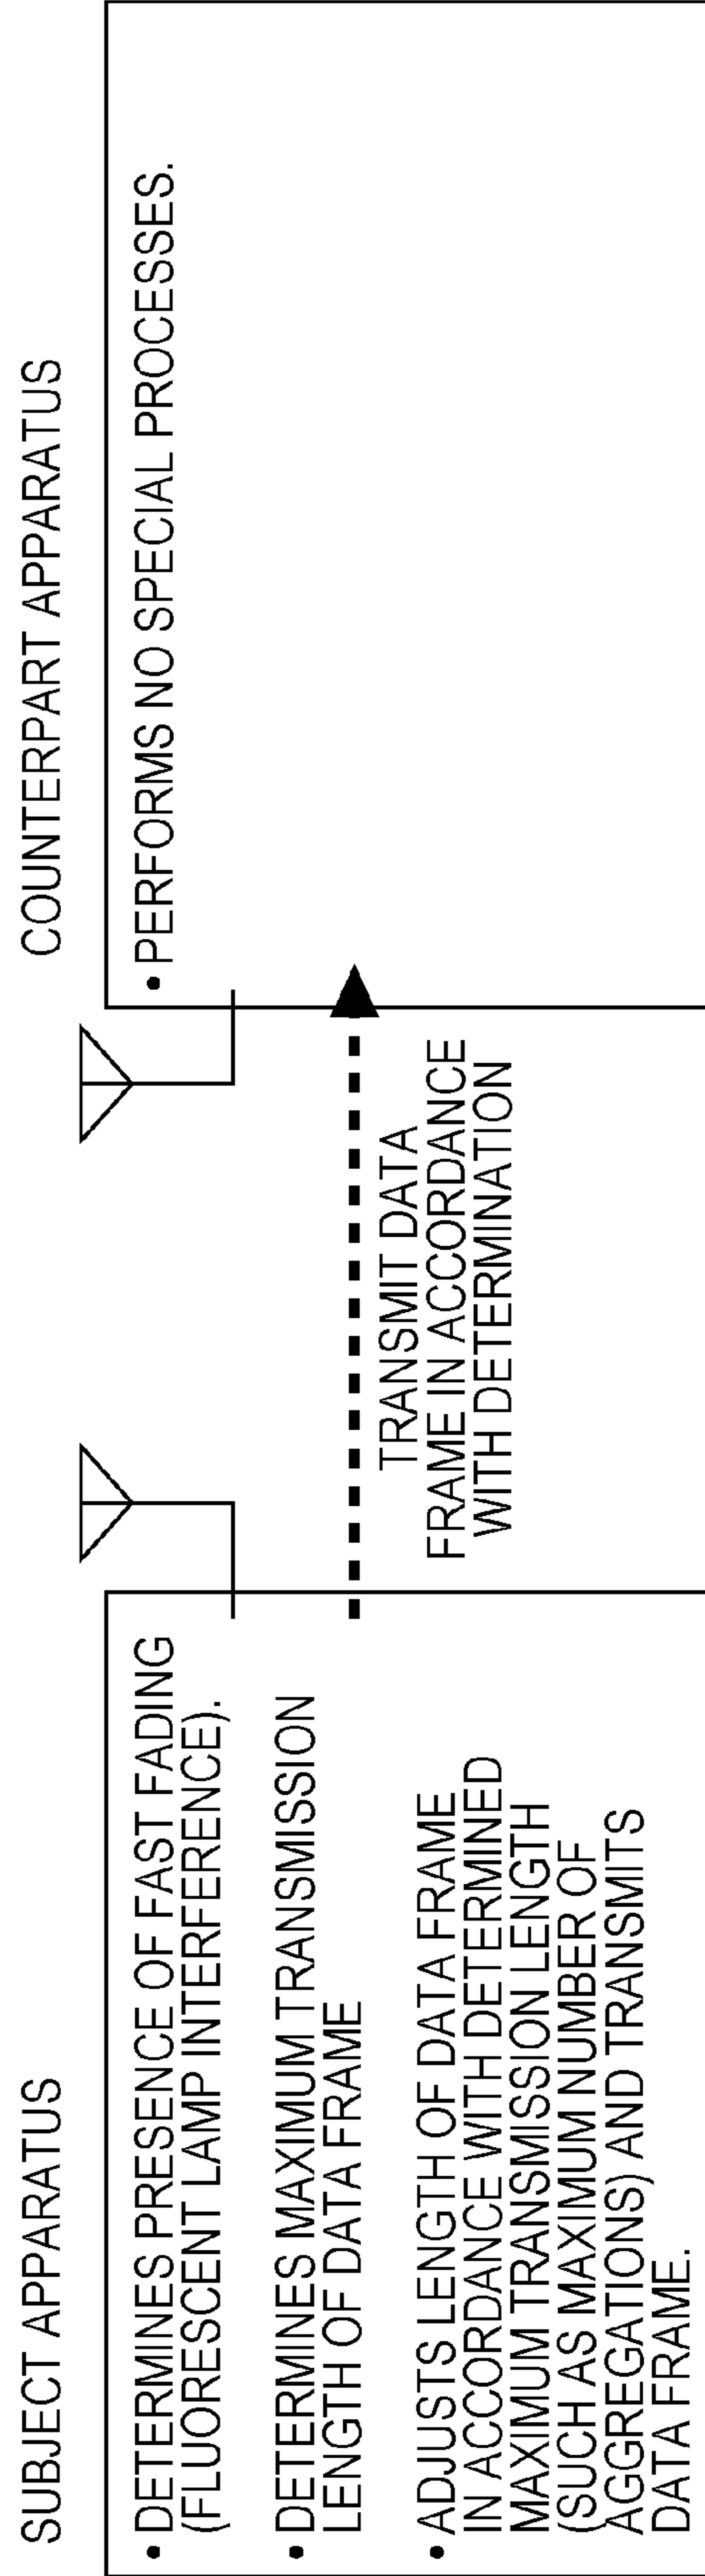 SUBJECT APPARATUS
• DETERMINES PRESENCE OF FAST FADING
(FLUORESCENT LAMP INTERFERENCE).
• DETERMINES MAXIMUM TRANSMISSION
LENGTH OF DATA FRAME
• ADJUSTS LENGTH OF DATA FRAME
IN ACCORDANCE WITH DETERMINED
MAXIMUM TRANSMISSION LENGTH
(SUCH AS MAXIMUM NUMBER OF
AGGREGATIONS) AND TRANSMITS
DATA FRAME.
TRANSMIT DATA
FRAME IN ACCORDANCE
WITH DETERMINATION
COUNTERPART APPARATUS
• PERFORMS NO SPECIAL PROCESSES.